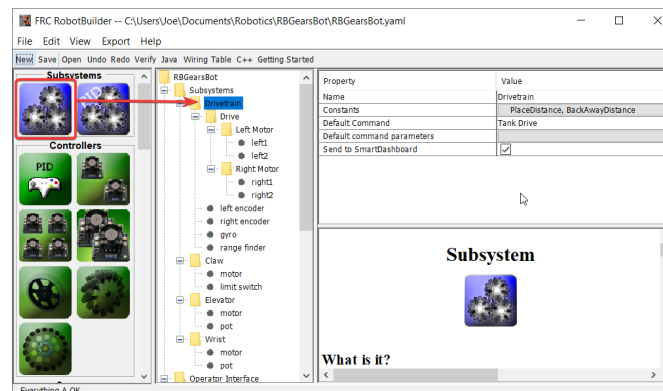 FRC RobotBuilder -- C:\Users\Joe\Documents\Robotics\RBGearsBot\RBGearsBot.yaml
File Edit View Export Help
New Save Open Undo Redo Verify Java Wiring Table C++ Getting Started
Subsystems
PID
Controllers
PID
RBGearsBot
Subsystems
Drivetrain
Drive
Left Motor
left1
left2
Right Motor
right1
right2
left encoder
right encoder
gyro
range finder
Claw
motor
limit switch
Elevator
motor
pot
Wrist
motor
pot
Operator Interface
Property Value
Name Drivetrain
Constants PlaceDistance, BackAwayDistance
Default Command Tank Drive
Default command parameters
Send to SmartDashboard
Subsystem
What is it?
Everything A OK